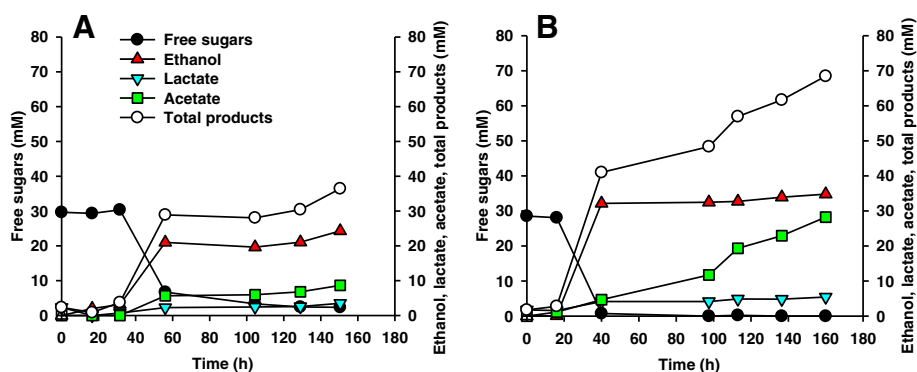 A
B
Free sugars
Ethanol
Lactate
Acetate
Total products
Free sugars (mM)
80
70
60
50
40
30
20
10
0
0 20 40 60 80 100 120 140 160 180
Time (h)
80
70
60
50
40
30
20
10
0
Ethanol, lactate, acetate, total products (mM)
Free sugars (mM)
80
70
60
50
40
30
20
10
0
0 20 40 60 80 100 120 140 160 180
Time (h)
80
70
60
50
40
30
20
10
0
Ethanol, lactate, acetate, total products (mM)